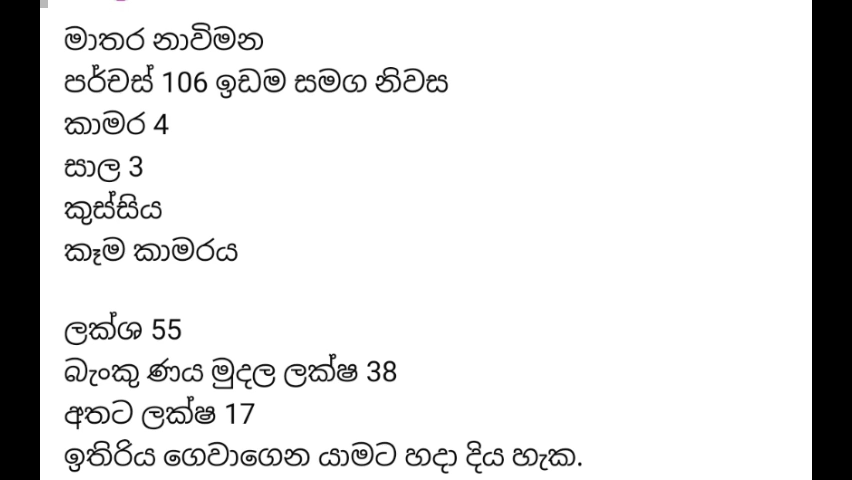 මාතර නාවිමන
පර්චස් 106 ඉඩම සමග නිවස
කාමර 4
සාල 3
කුස්සිය
කෑම කාමරය
ලක්ශ 55
බැංකු ණය මුදල ලක්ෂ 38
අතට ලක්ෂ 17
ඉතිරිය ගෙවාගෙන යාමට හදා දිය හැක.